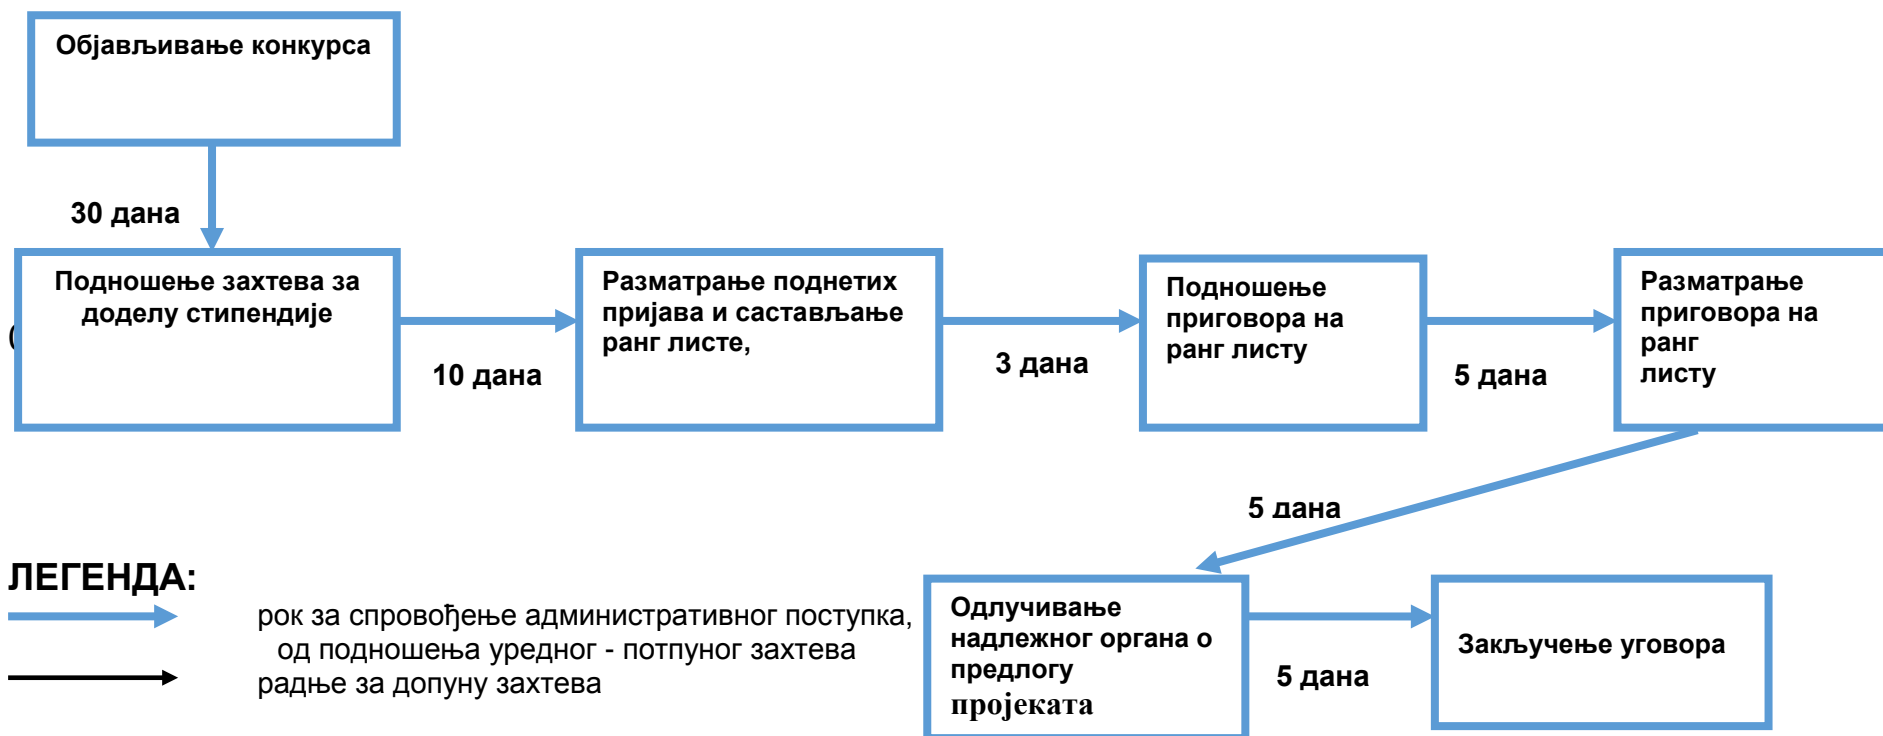 Објављивање конкурса
30 дана
Подношење захтева за
доделу стипендије
(
10 дана
Разматрање поднетих
пријава и састављање
ранг листе,
3 дана
Подношење
приговора на
ранг листу
5 дана
Разматрање
приговора на
ранг
листу
5 дана
Одлучивање
надлежног органа о
предлогу
пројеката
5 дана
Закључење уговора
ЛЕГЕНДА:
рок за спровођење административног поступка,
од подношења уредног - потпуног захтева
радње за допуну захтева